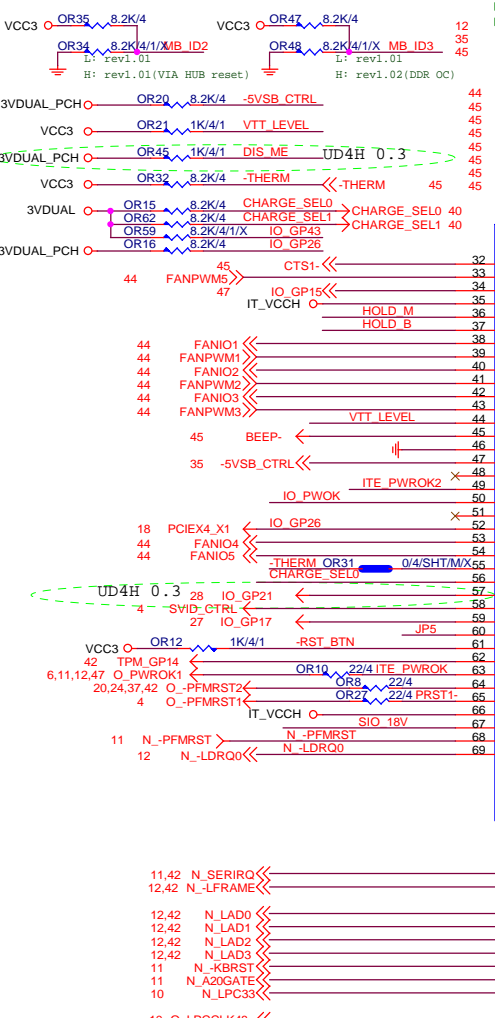 VCC3 OR35 8.2K/4 VCC3 OR47 8.2K/4 12
35
OR34 8.2K/4/1/X MB_ID2 OR48 8.2K/4/1/X MB_ID3 45
L: rev1.01 L: rev1.01
H: rev1.01(VIA HUB reset) H: rev1.02(DDR OC)
3VDUAL_PCH OR20 8.2K/4 -5VSB_CTRL 44
45
VCC3 OR21 1K/4/1 VTT_LEVEL 45
45
3VDUAL_PCH OR45 1K/4/1 DIS_ME UD4H 0.3 45
45
VCC3 OR32 8.2K/4 -THERM -THERM 45 45
3VDUAL OR15 8.2K/4 CHARGE_SEL0 CHARGE_SEL0 40
OR62 8.2K/4 CHARGE_SEL1 CHARGE_SEL1 40
OR59 8.2K/4/1/X IO_GP43
3VDUAL_PCH OR16 8.2K/4 IO_GP26
45 CTS1- 32
44 FANPWM5 33
47 IO_GP15 34
IT_VCCH 35
HOLD_M 36
HOLD_B 37
44 FANIO1 38
44 FANPWM1 39
44 FANIO2 40
44 FANPWM2 41
44 FANIO3 42
44 FANPWM3 43
VTT_LEVEL 44
45 BEEP- 45
46
35 -5VSB_CTRL 47
48
ITE_PWROK2 49
IO_PWOK 50
51
18 PCIEX4_X1 IO_GP26 52
44 FANIO4 53
44 FANIO5 54
-THERM OR31 0/4/SHT/M/X 55
CHARGE_SEL0 56
UD4H 0.3 28 IO_GP21 57
4 SVID_CTRL 58
27 IO_GP17 59
JP5 60
VCC3 OR12 1K/4/1 -RST_BTN 61
42 TPM_GP14 62
6,11,12,47 O_PWROK1 OR10 22/4 ITE_PWROK 63
20,24,37,42 O_-PFMRST2 OR8 22/4 64
4 O_-PFMRST1 OR27 22/4 PRST1- 65
IT_VCCH 66
SIO_18V 67
11 N_-PFMRST N_-PFMRST 68
12 N_-LDRQ0 N_-LDRQ0 69
11,42 N_SERIRQ
12,42 N_-LFRAME
12,42 N_LAD0
12,42 N_LAD1
12,42 N_LAD2
12,42 N_LAD3
11 N_-KBRST
11 N_A20GATE
10 N_LPC33